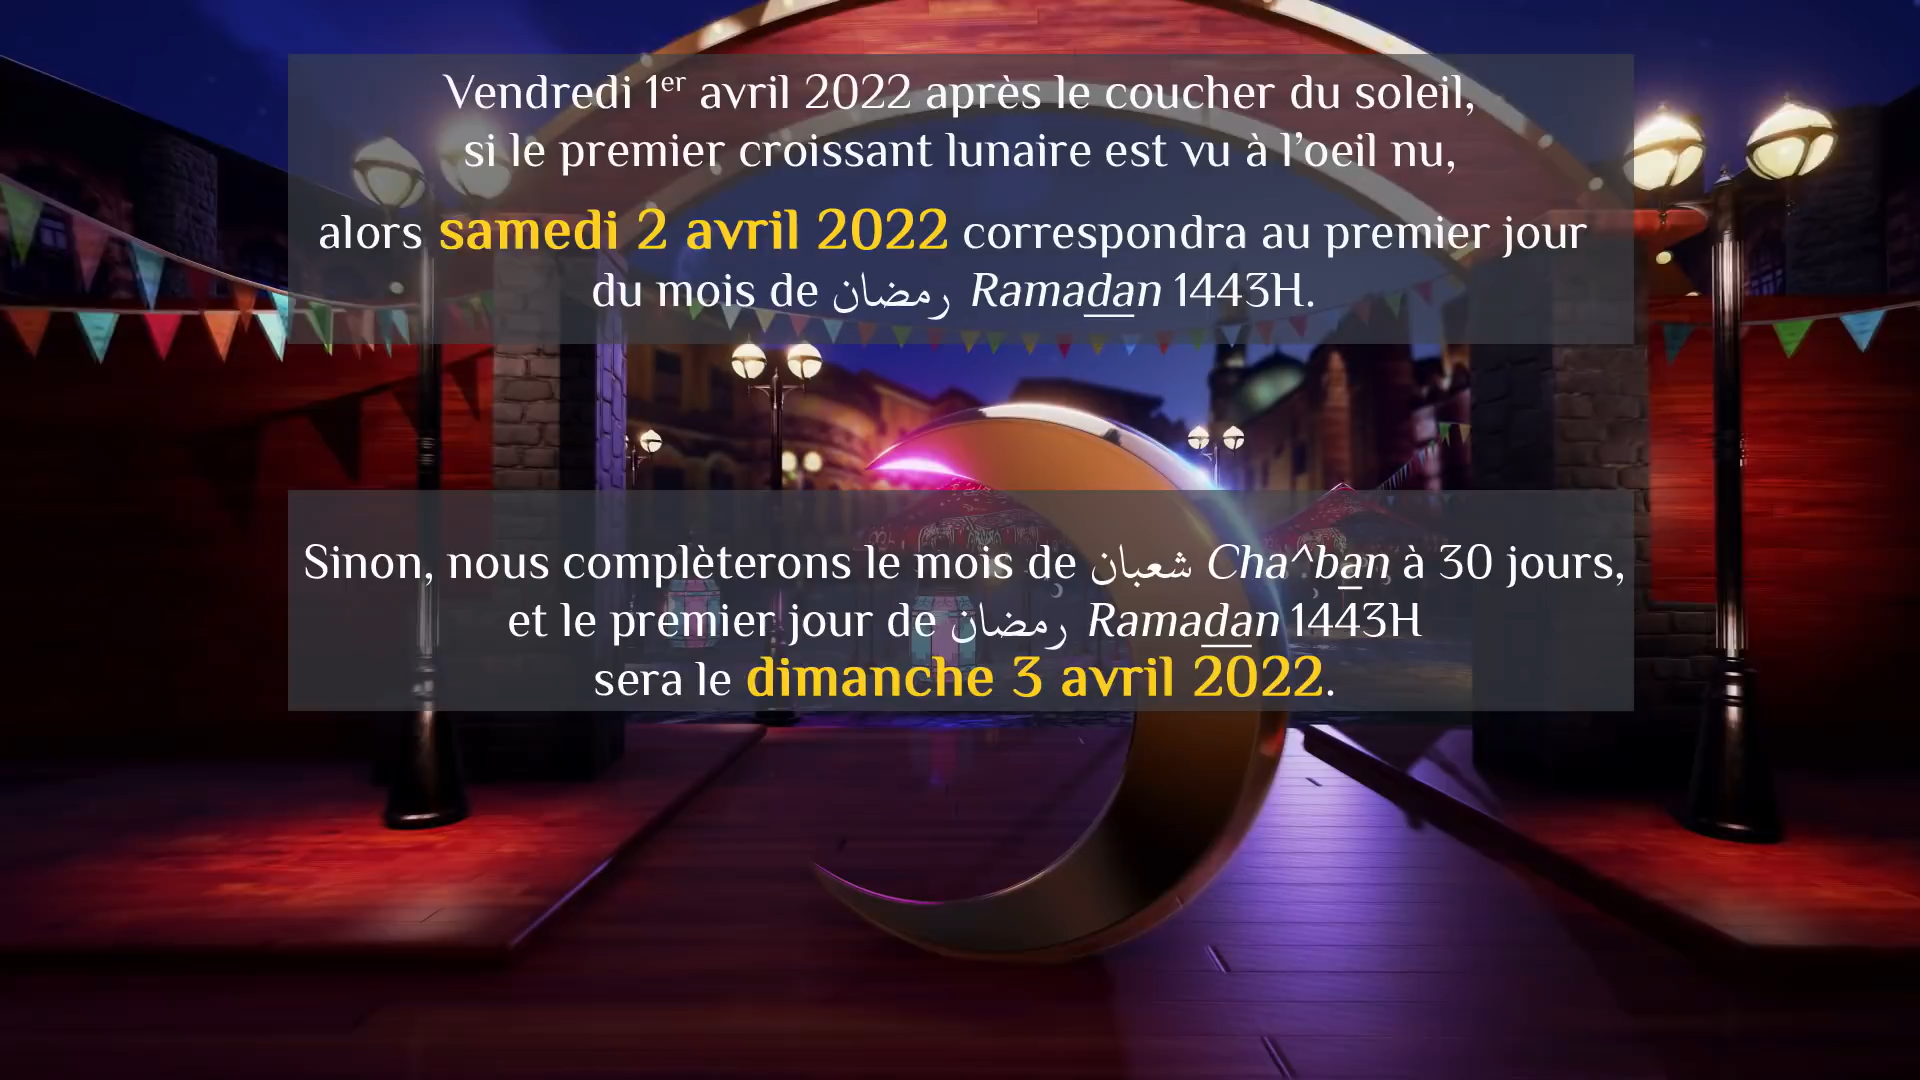 Vendredi 1er avril 2022 après le coucher du soleil,
si le premier croissant lunaire est vu à l’oeil nu,
alors samedi 2 avril 2022 correspondra au premier jour
du mois de رمضان Ramadan 1443H.
Sinon, nous complèterons le mois de شعبان Cha^ban à 30 jours,
et le premier jour de رمضان Ramadan 1443H
sera le dimanche 3 avril 2022.